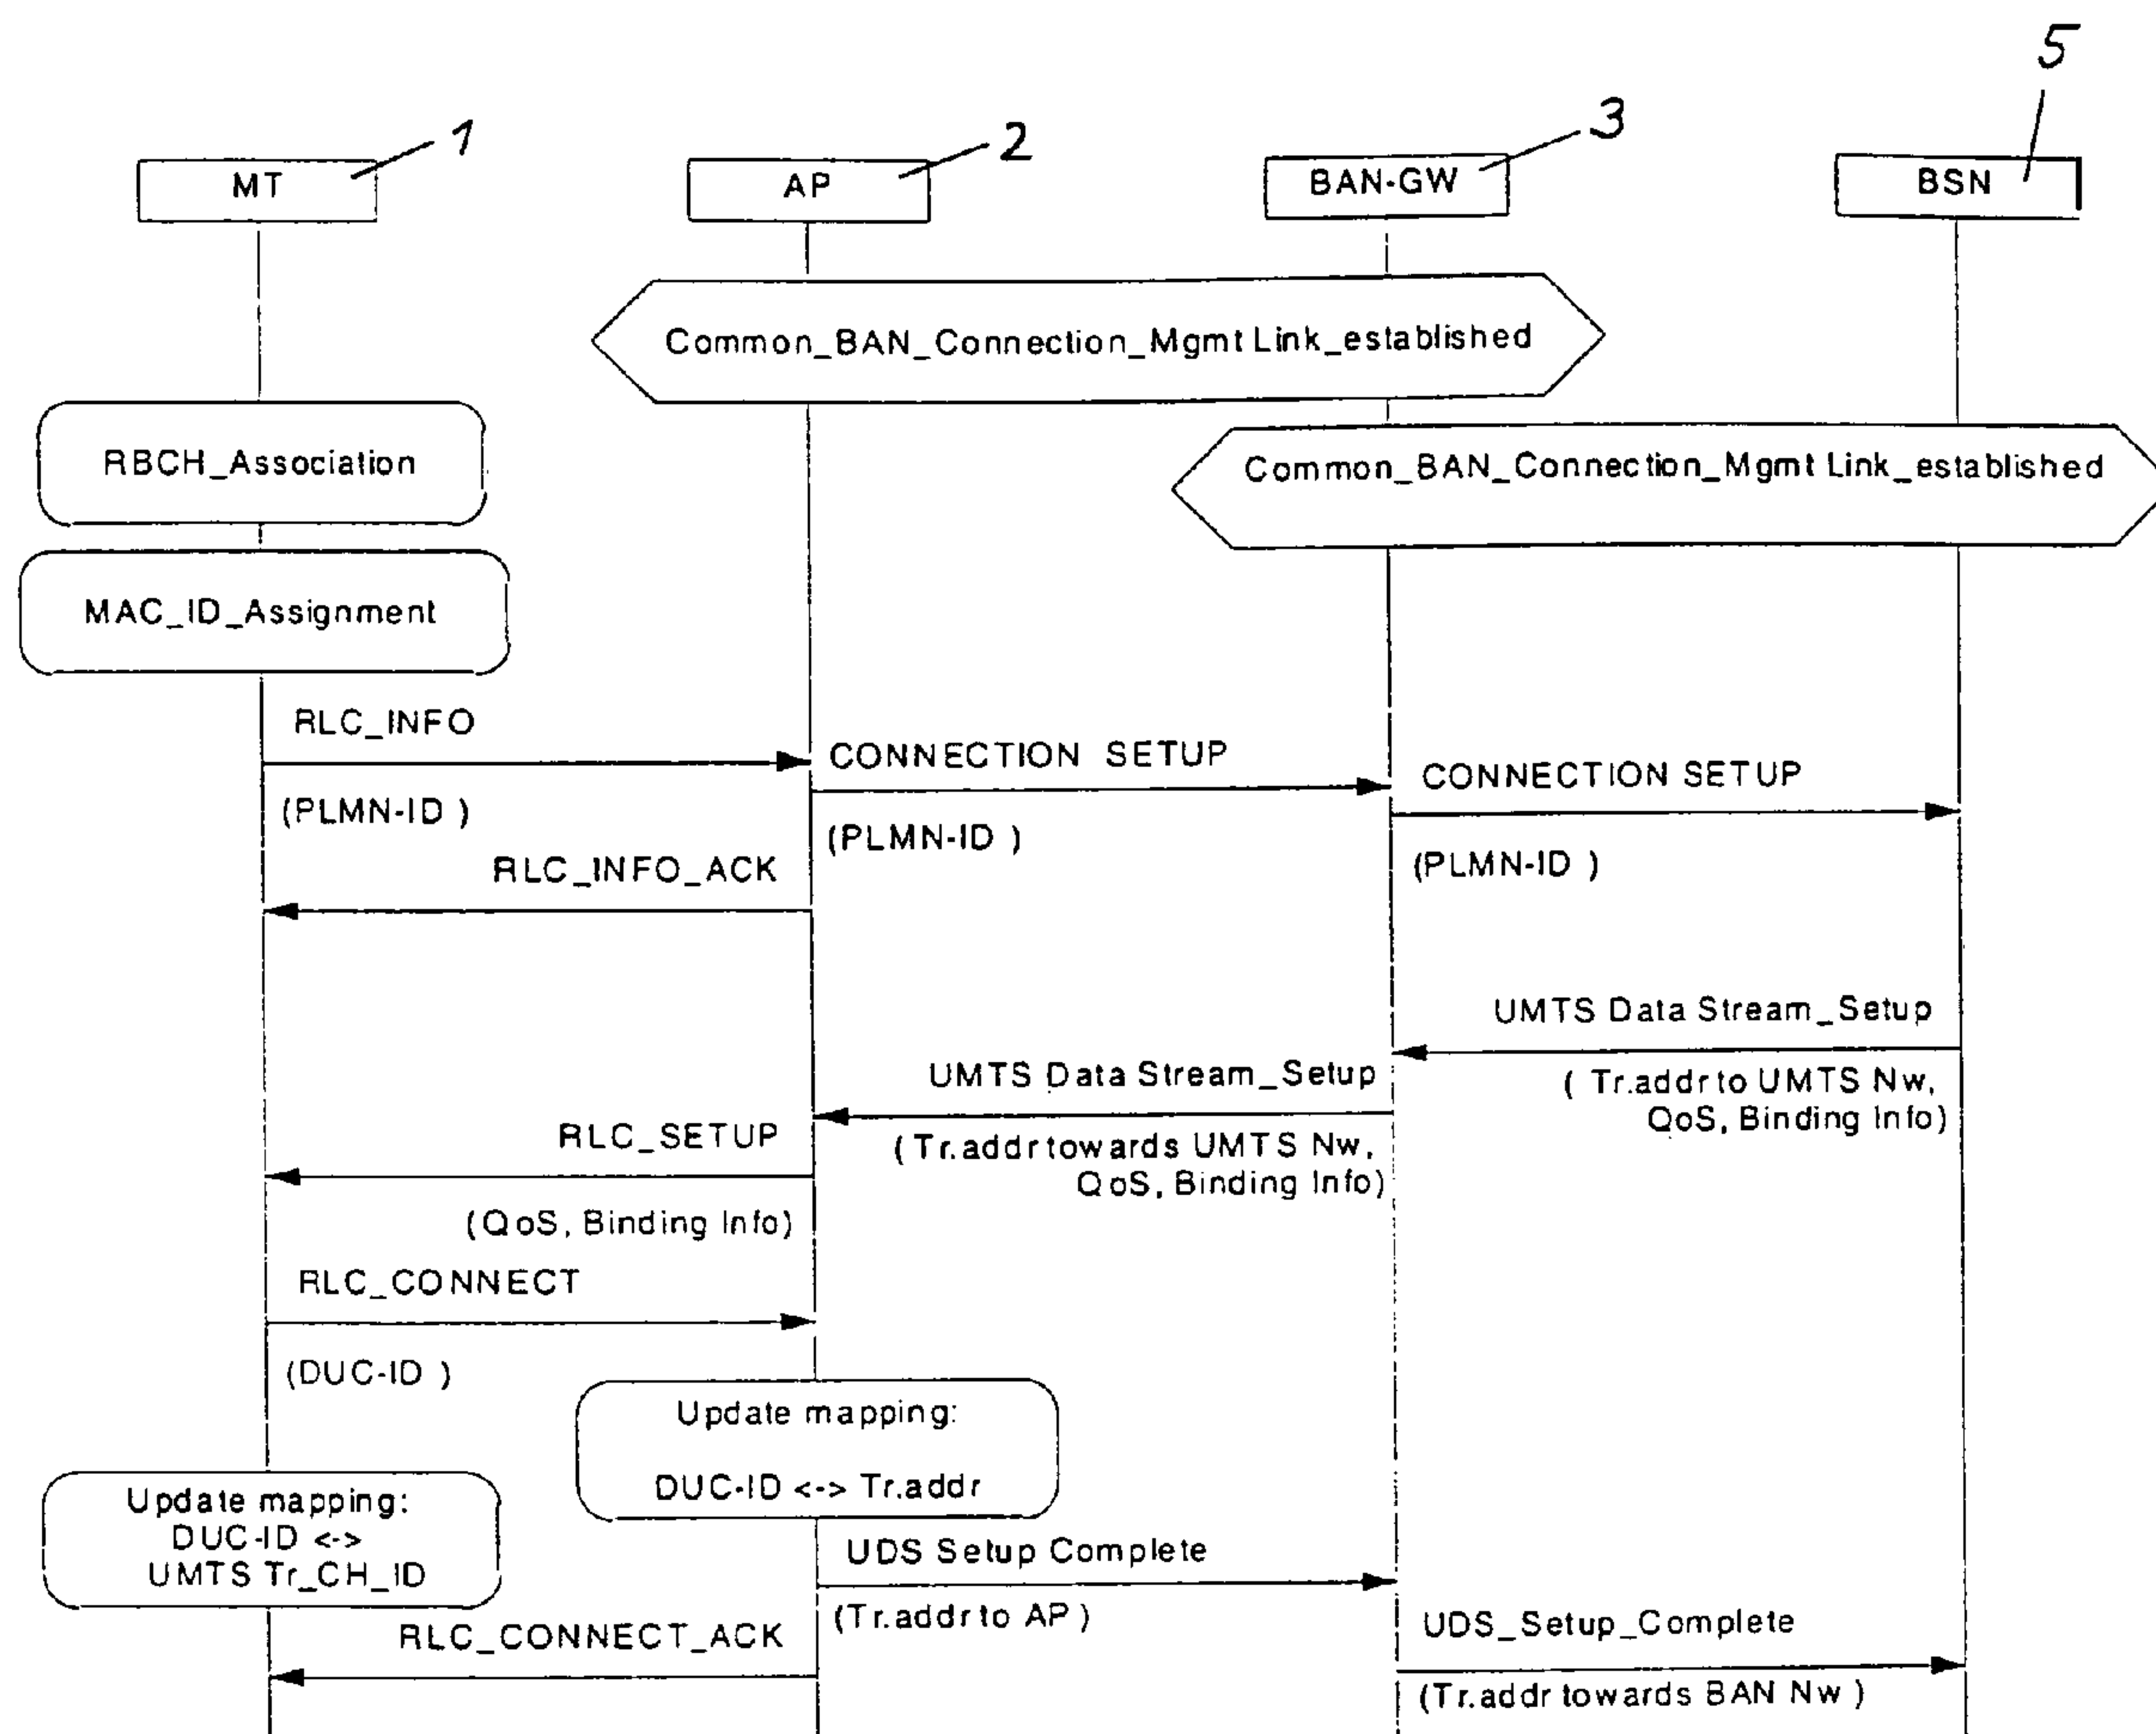 5
1
2
3
MT
AP
BAN-GW
BSN
Common_BAN_Connection_Mgmt Link_established
RBCH_Association
Common_BAN_Connection_Mgmt Link_established
MAC_ID_Assignment
RLC_INFO
CONNECTION SETUP
CONNECTION SETUP
(PLMN-ID )
(PLMN-ID )
(PLMN-ID )
RLC_INFO_ACK
UMTS Data Stream_Setup
UMTS Data Stream_Setup
( Tr.addr to UMTS Nw,
QoS, Binding Info)
RLC_SETUP
(Tr.addr towards UMTS Nw,
QoS, Binding Info)
(QoS, Binding Info)
RLC_CONNECT
(DUC-ID )
Update mapping:
DUC-ID <-> Tr.addr
Update mapping:
DUC-ID <->
UMTS Tr_CH_ID
UDS Setup Complete
(Tr.addr to AP )
UDS_Setup_Complete
RLC_CONNECT_ACK
(Tr.addr towards BAN Nw )